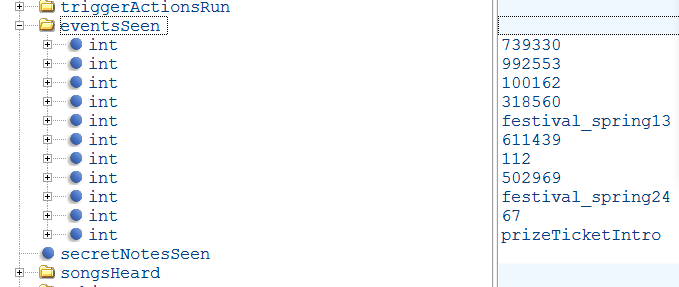 triggerActionsRun
eventsSeen
int 739330
int 992553
int 100162
int 318560
int festival_spring13
int 611439
int 112
int 502969
int festival_spring24
int 67
int prizeTicketIntro
secretNotesSeen
songsHeard